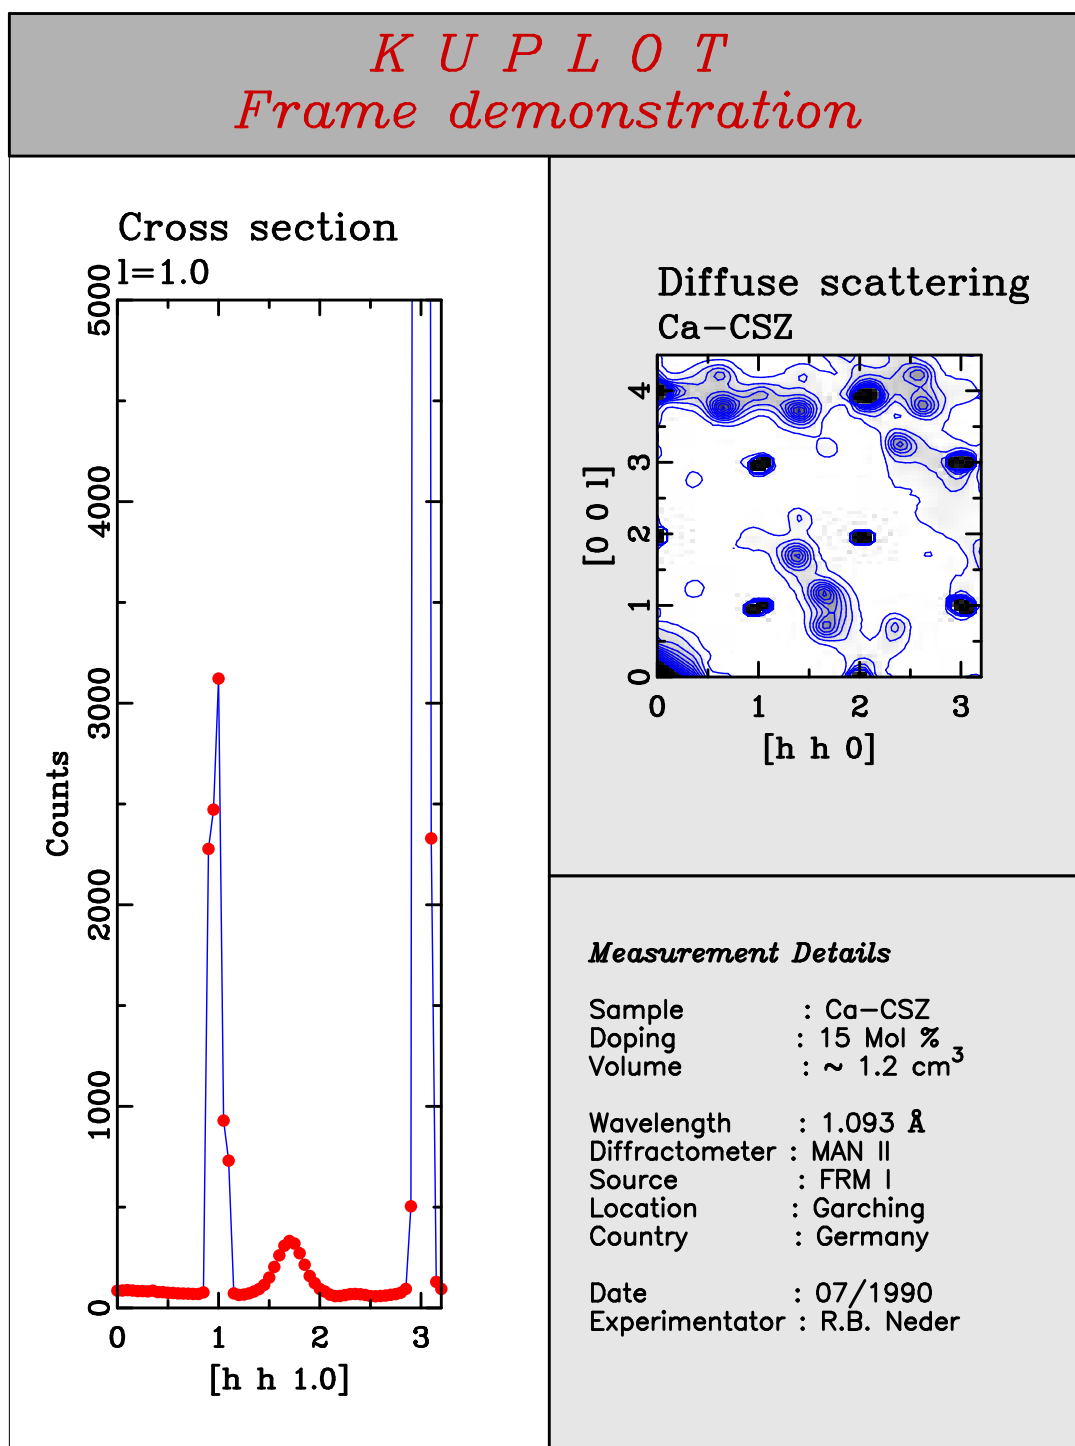 K U P L O T
Frame demonstration
Cross section
l=1.0
5000
4000
3000
2000
1000
0
Counts
0 1 2 3
[h h 1.0]
Diffuse scattering
Ca-CSZ
4
3
2
1
0
[0 0 l]
0 1 2 3
[h h 0]
Measurement Details
Sample : Ca-CSZ
Doping : 15 Mol %
Volume : ~ 1.2 cm³
Wavelength : 1.093 Å
Diffractometer : MAN II
Source : FRM I
Location : Garching
Country : Germany
Date : 07/1990
Experimentator : R.B. Neder